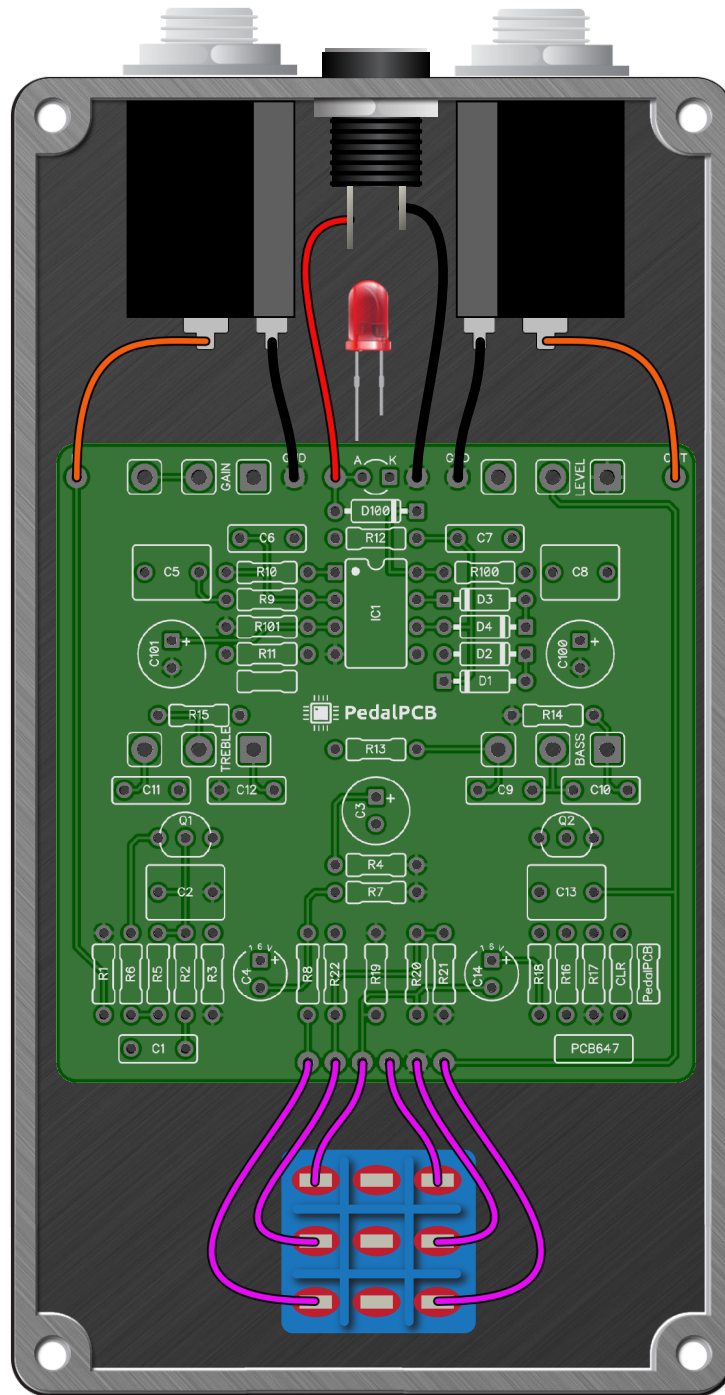 GAIN
GND
A
K
GND
LEVEL
OUT
D100
C6
R12
C7
C5
R10
R100
C8
R9
D3
R101
IC1
D4
C101
+
R11
D2
C100
+
D1
PedalPCB
R15
R14
TREBLE
R13
BASS
C11
C12
C9
C10
C3
+
Q1
Q2
R4
C2
R7
C13
16V
+
16V
+
R1
R6
R5
R2
R3
C4
R8
R22
R19
R20
R21
C14
R18
R16
R17
CLR
PedalPCB
C1
PCB647